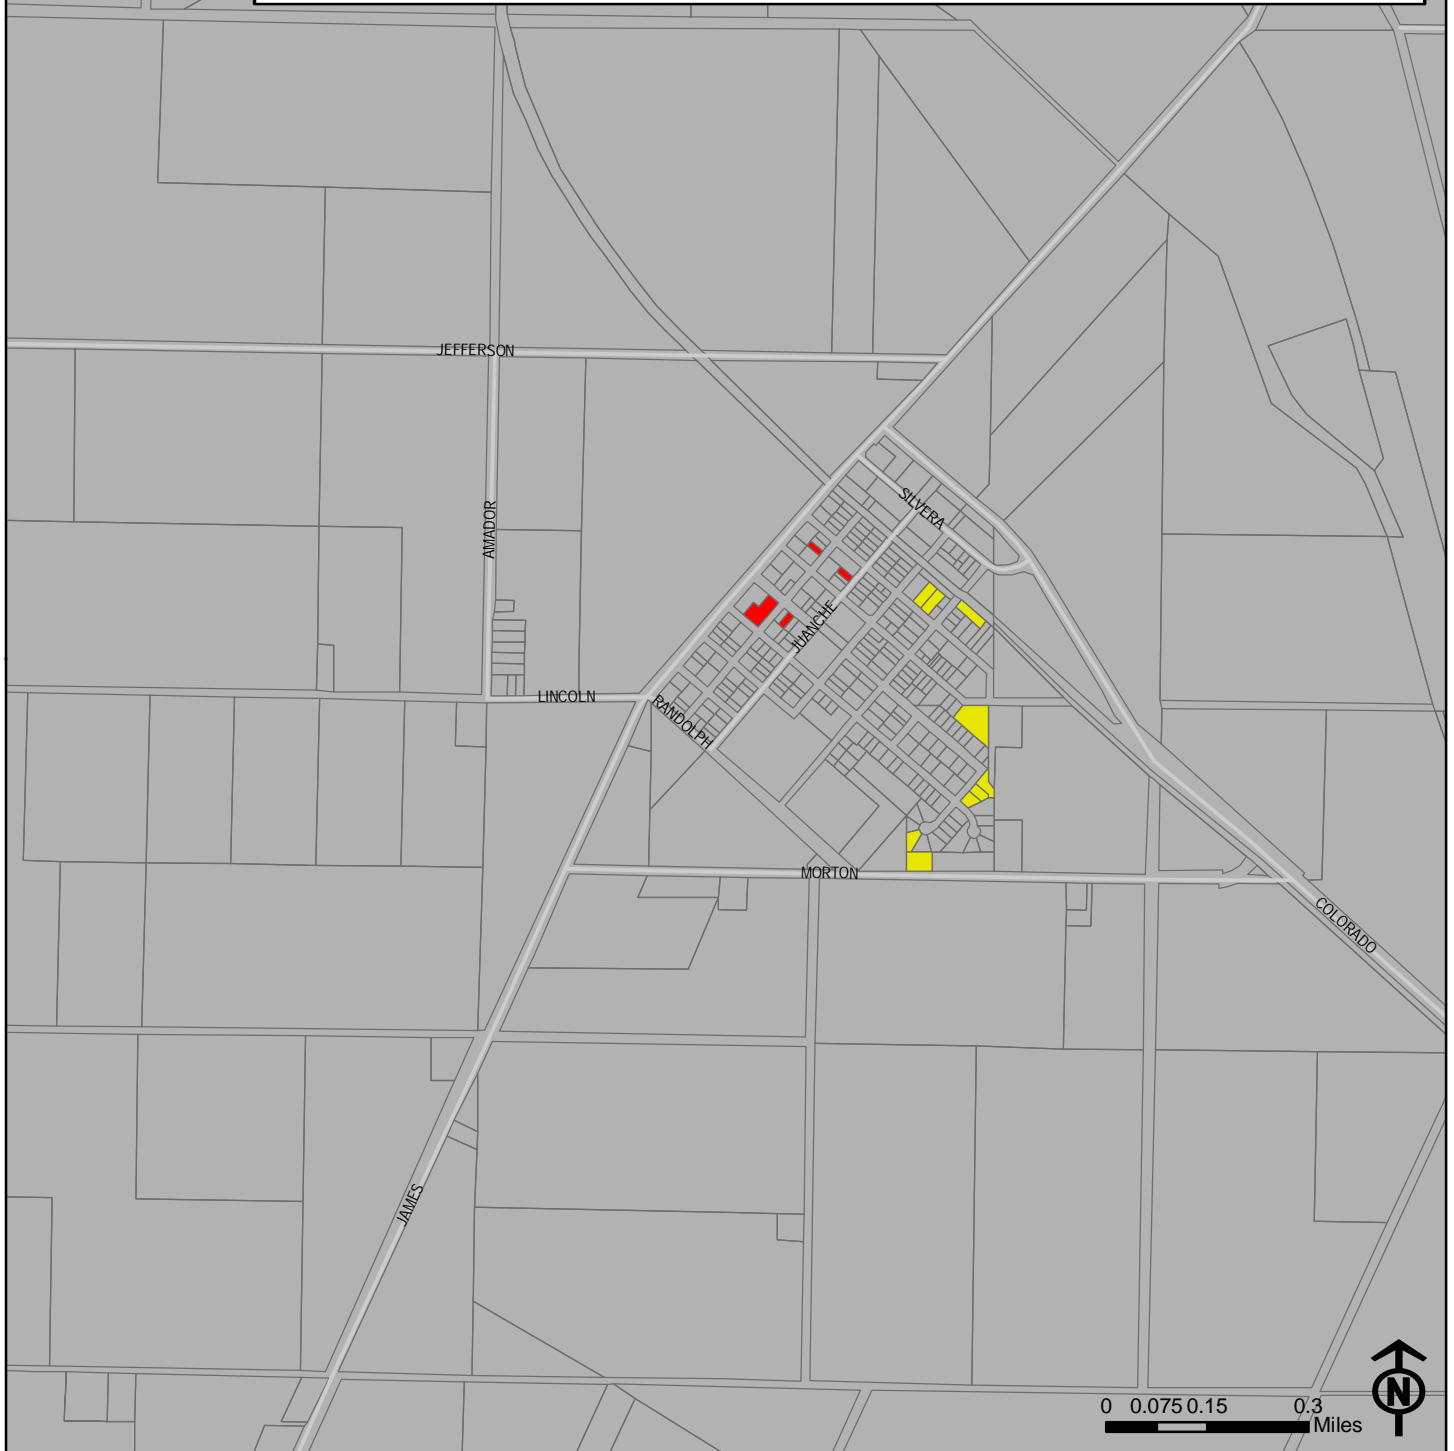 JEFFERSON
SILVERA
AMADOR
JUANCHE
LINCOLN
RANDOLPH
MORTON
COLORADO
JAMES
N
0 0.075 0.15 0.3
Miles